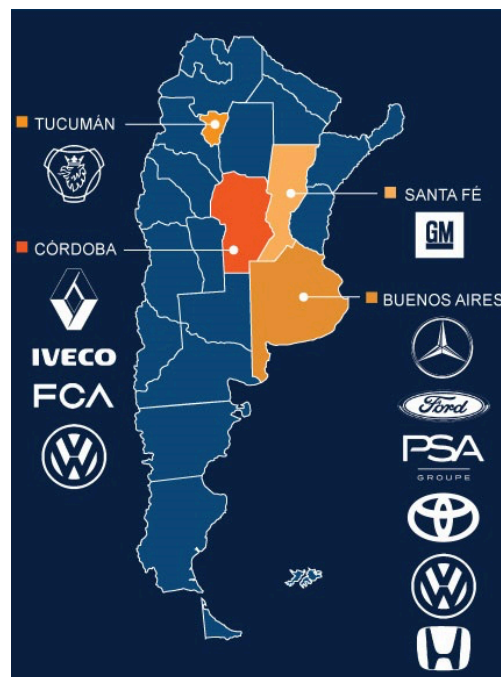 TUCUMÁN
SANTA FÉ
GM
CÓRDOBA
BUENOS AIRES
IVECO
FCA
Ford
PSA
GROUPE